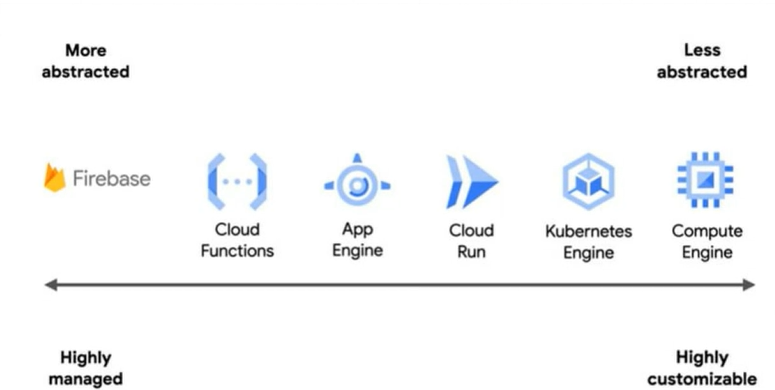 More
abstracted
Less
abstracted
Firebase
Cloud
Functions
App
Engine
Cloud
Run
Kubernetes
Engine
Compute
Engine
Highly
managed
Highly
customizable